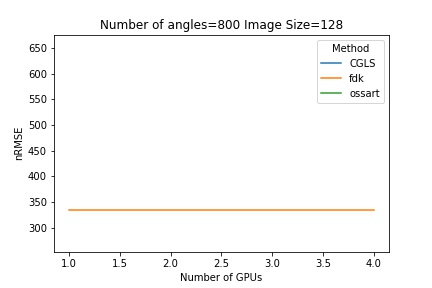 Number of angles=800 Image Size=128
nRMSE
650
600
550
500
450
400
350
300
Method
CGLS
fdk
ossart
1.0 1.5 2.0 2.5 3.0 3.5 4.0
Number of GPUs